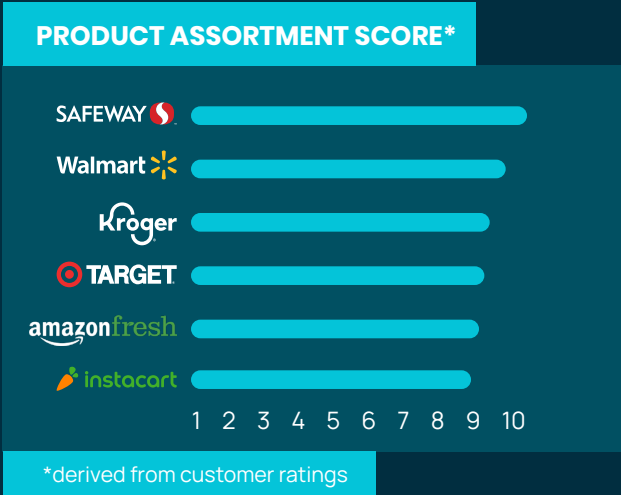 PRODUCT ASSORTMENT SCORE*
SAFEWAY
Walmart
Kroger
TARGET
amazonfresh
instacart
1 2 3 4 5 6 7 8 9 10
*derived from customer ratings